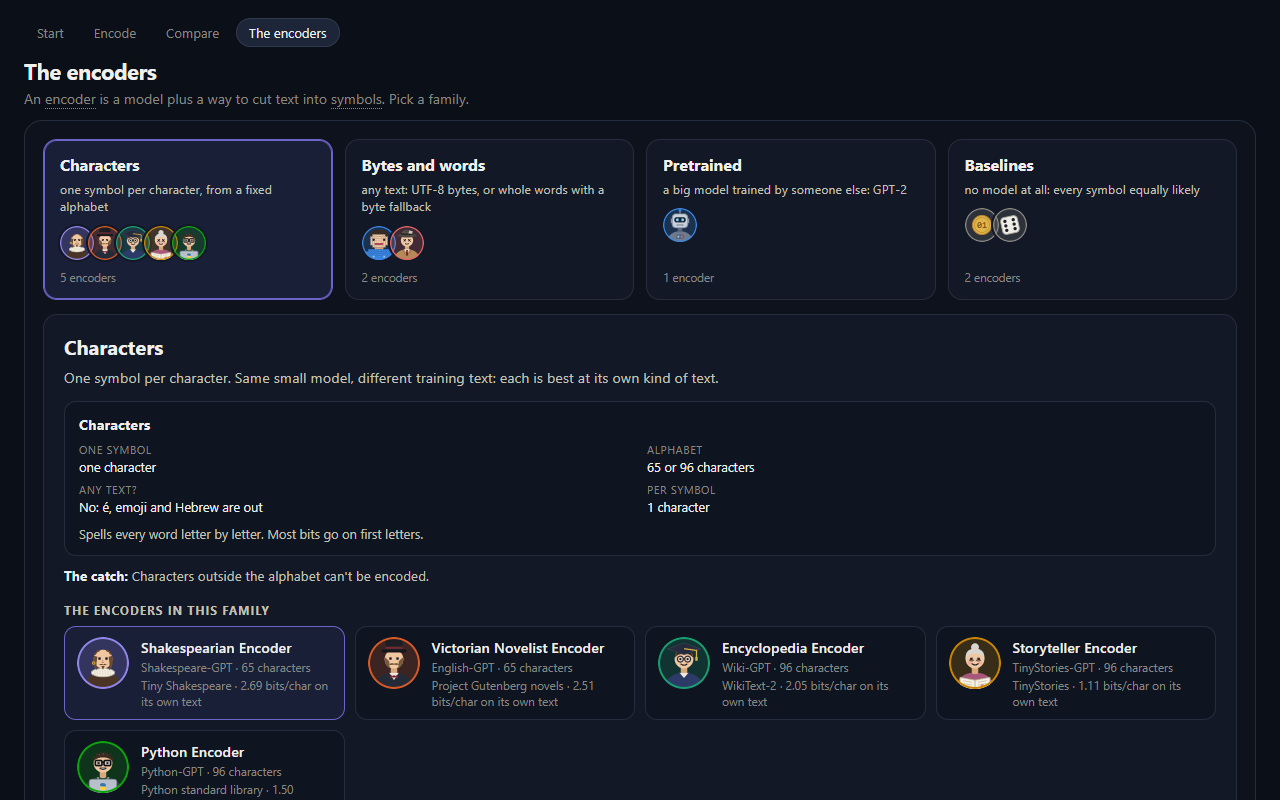 Start Encode Compare The encoders
The encoders
An encoder is a model plus a way to cut text into symbols. Pick a family.
Characters
one symbol per character, from a fixed
alphabet
5 encoders
Bytes and words
any text: UTF-8 bytes, or whole words with a
byte fallback
2 encoders
Pretrained
a big model trained by someone else: GPT-2
1 encoder
Baselines
no model at all: every symbol equally likely
01
2 encoders
Characters
One symbol per character. Same small model, different training text: each is best at its own kind of text.
Characters
ONE SYMBOL
one character
ALPHABET
65 or 96 characters
ANY TEXT?
No: é, emoji and Hebrew are out
PER SYMBOL
1 character
Spells every word letter by letter. Most bits go on first letters.
The catch: Characters outside the alphabet can't be encoded.
THE ENCODERS IN THIS FAMILY
Shakespearian Encoder
Shakespeare-GPT · 65 characters
Tiny Shakespeare · 2.69 bits/char on
its own text
Victorian Novelist Encoder
English-GPT · 65 characters
Project Gutenberg novels · 2.51
bits/char on its own text
Encyclopedia Encoder
Wiki-GPT · 96 characters
WikiText-2 · 2.05 bits/char on its
own text
Storyteller Encoder
TinyStories-GPT · 96 characters
TinyStories · 1.11 bits/char on its
own text
Python Encoder
Python-GPT · 96 characters
Python standard library · 1.50